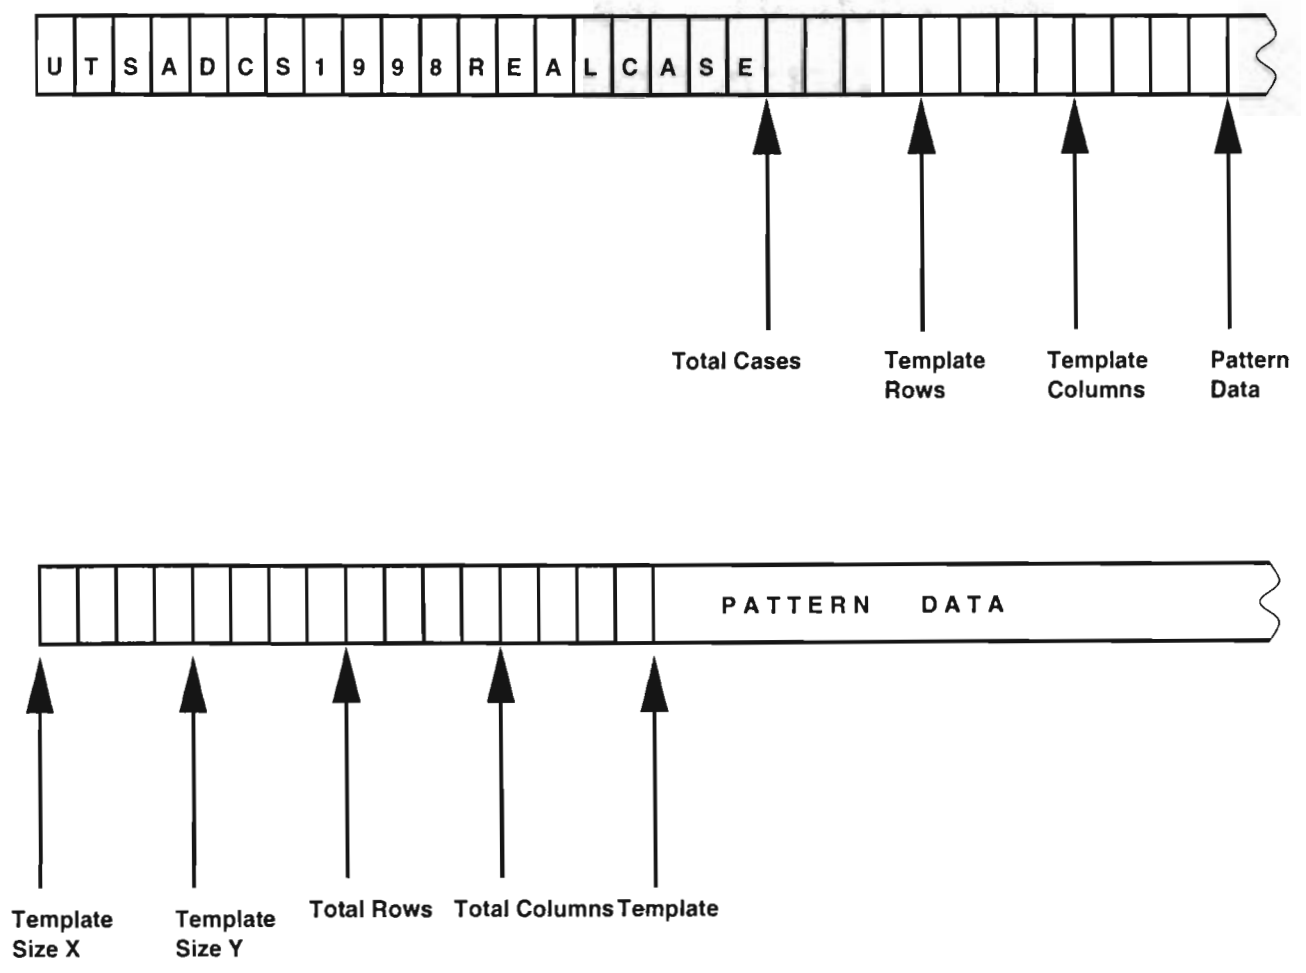 U T S A D C S 1 9 9 8 R E A L C A S E
Total Cases
Template Rows
Template Columns
Pattern Data
PATTERN DATA
Template Size X
Template Size Y
Total Rows
Total Columns
Template